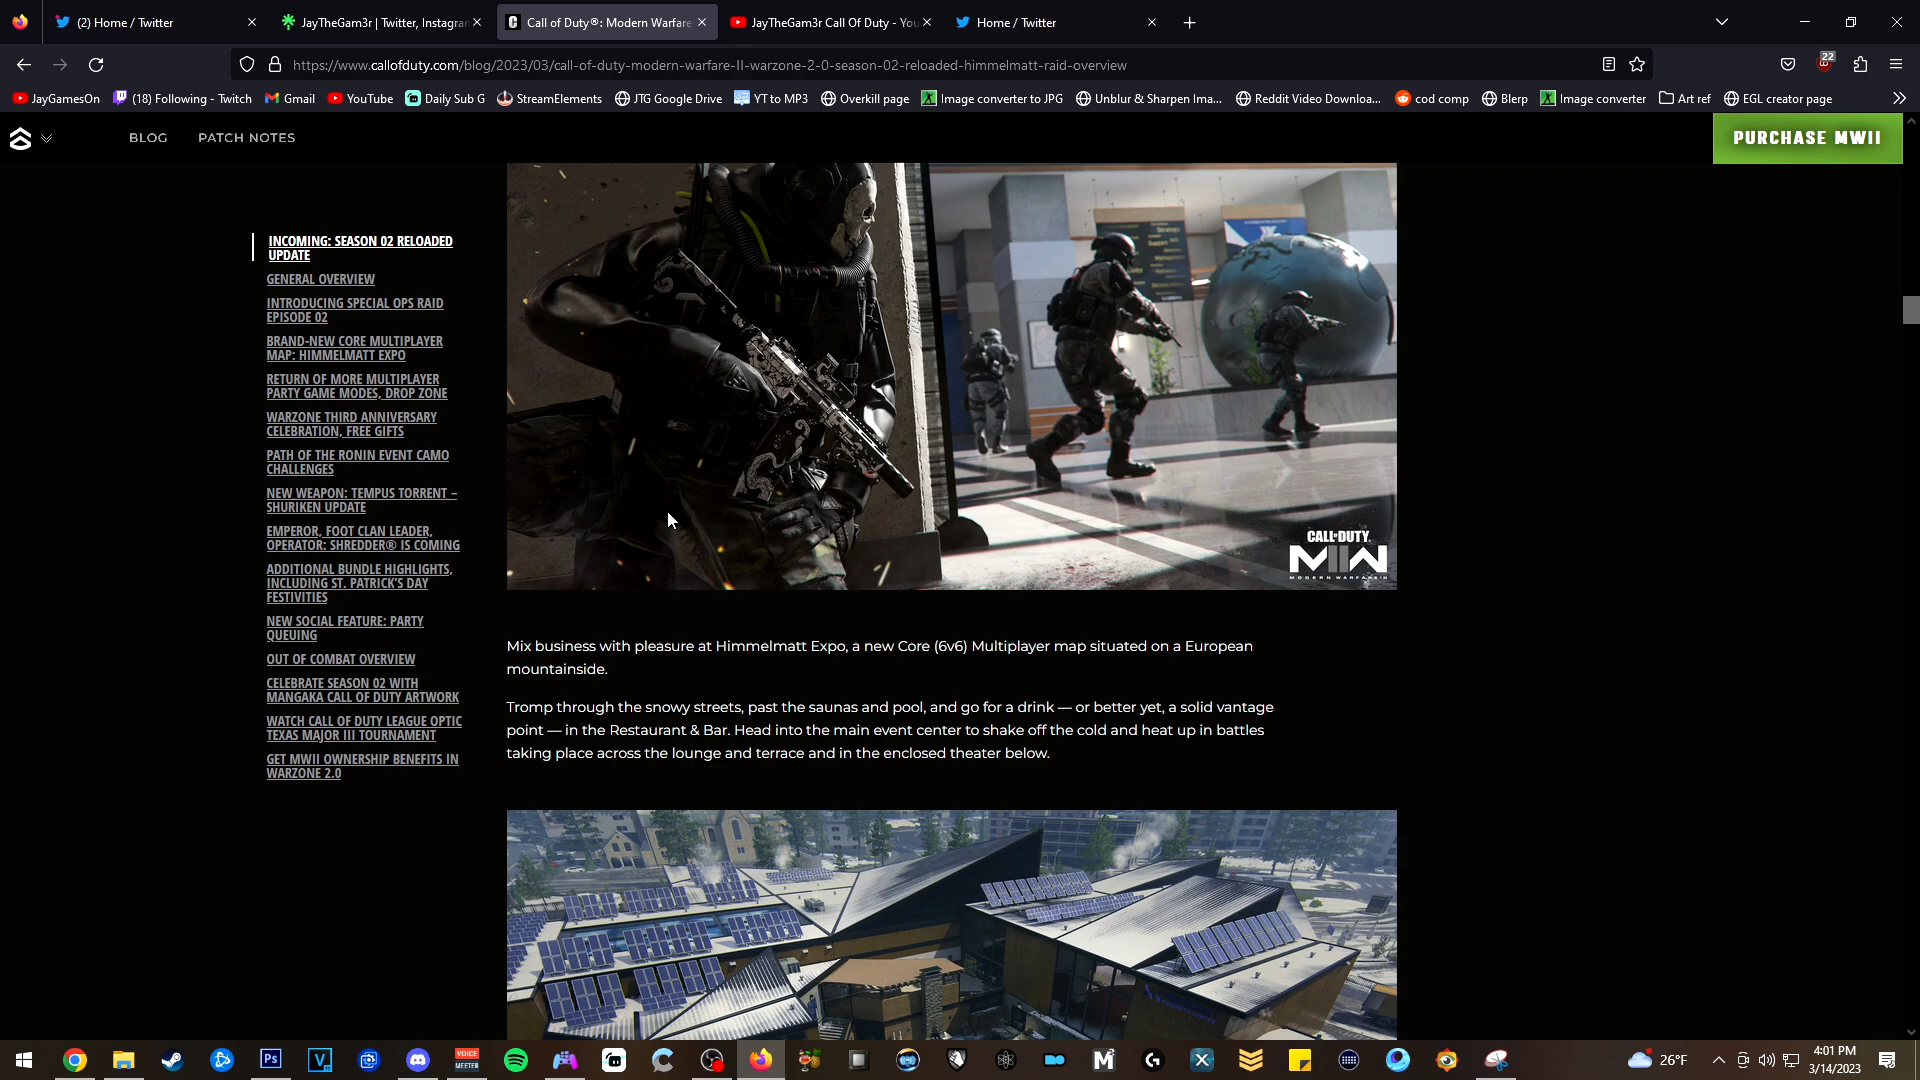 (2) Home / Twitter
JayTheGam3r | Twitter, Instagran
Call of Duty®: Modern Warfare
JayTheGam3r Call Of Duty - You
Home / Twitter
https://www.callofduty.com/blog/2023/03/call-of-duty-modern-warfare-II-warzone-2-0-season-02-reloaded-himmelmatt-raid-overview
22
JayGamesOn
(18) Following - Twitch
Gmail
YouTube
Daily Sub G
StreamElements
JTG Google Drive
YT to MP3
Overkill page
Image converter to JPG
Unblur & Sharpen Ima...
Reddit Video Downloa...
cod comp
Blerp
Image converter
Art ref
EGL creator page
BLOG
PATCH NOTES
PURCHASE MWII
INCOMING: SEASON 02 RELOADED
UPDATE
GENERAL OVERVIEW
INTRODUCING SPECIAL OPS RAID
EPISODE 02
BRAND-NEW CORE MULTIPLAYER
MAP: HIMMELMATT EXPO
RETURN OF MORE MULTIPLAYER
PARTY GAME MODES, DROP ZONE
WARZONE THIRD ANNIVERSARY
CELEBRATION, FREE GIFTS
PATH OF THE RONIN EVENT CAMO
CHALLENGES
NEW WEAPON: TEMPUS TORRENT –
SHURIKEN UPDATE
EMPEROR, FOOT CLAN LEADER,
OPERATOR: SHREDDER® IS COMING
ADDITIONAL BUNDLE HIGHLIGHTS,
INCLUDING ST. PATRICK'S DAY
FESTIVITIES
NEW SOCIAL FEATURE: PARTY
QUEUING
OUT OF COMBAT OVERVIEW
CELEBRATE SEASON 02 WITH
MANGAKA CALL OF DUTY ARTWORK
WATCH CALL OF DUTY LEAGUE OPTIC
TEXAS MAJOR III TOURNAMENT
GET MWII OWNERSHIP BENEFITS IN
WARZONE 2.0
CALL OF DUTY
MWII
MODERN WARFARE II
Mix business with pleasure at Himmelmatt Expo, a new Core (6v6) Multiplayer map situated on a European
mountainside.
Tromp through the snowy streets, past the saunas and pool, and go for a drink — or better yet, a solid vantage
point — in the Restaurant & Bar. Head into the main event center to shake off the cold and heat up in battles
taking place across the lounge and terrace and in the enclosed theater below.
Ps
V
VOICE
MEETER
26°F
4:01 PM
3/14/2023